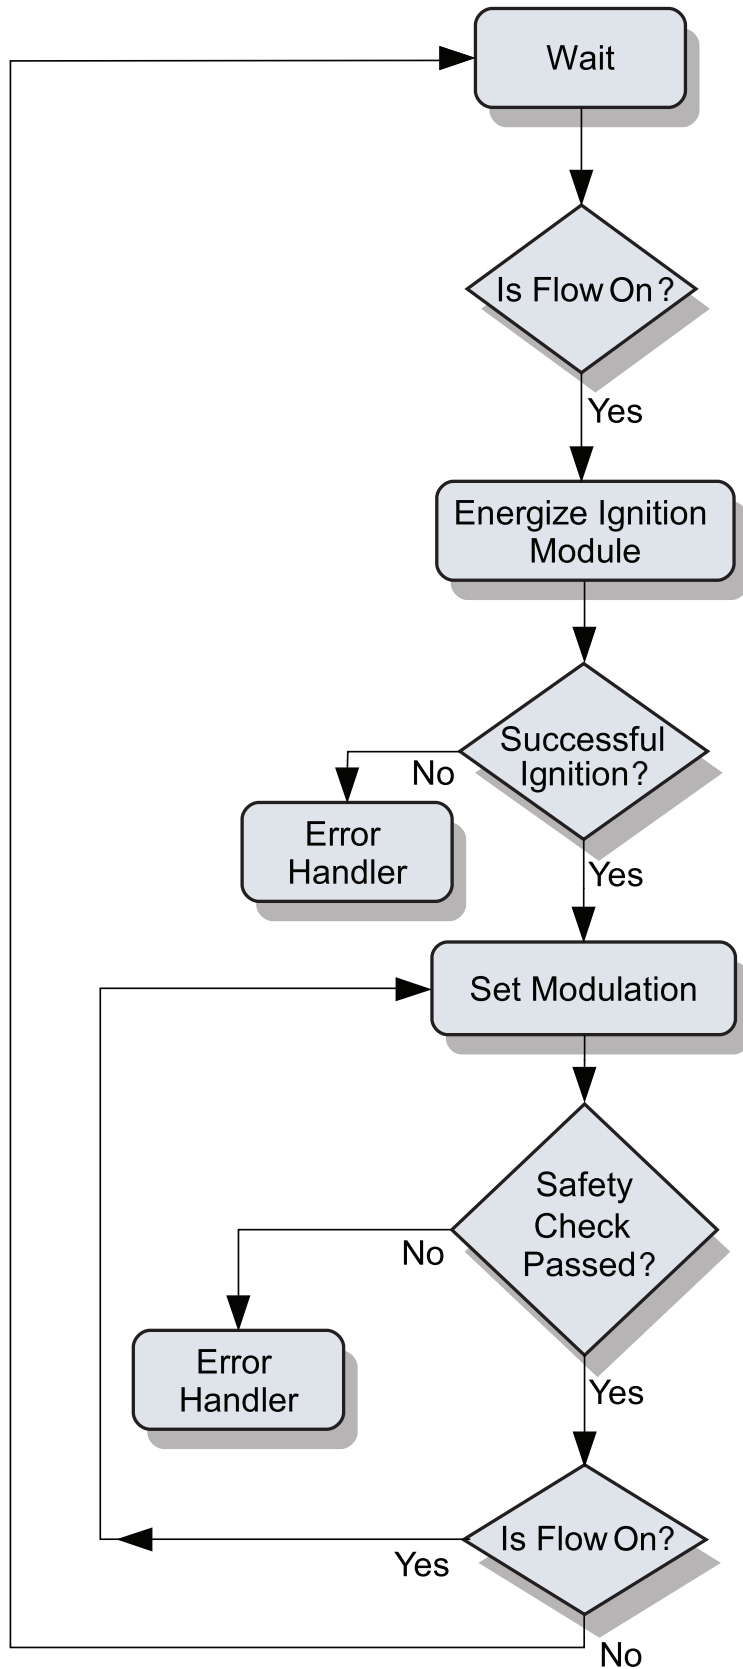 Wait
Is Flow On?
Yes
Energize Ignition
Module
Successful
Ignition?
No
Error
Handler
Yes
Set Modulation
Safety
Check
Passed?
No
Error
Handler
Yes
Is Flow On?
Yes
No